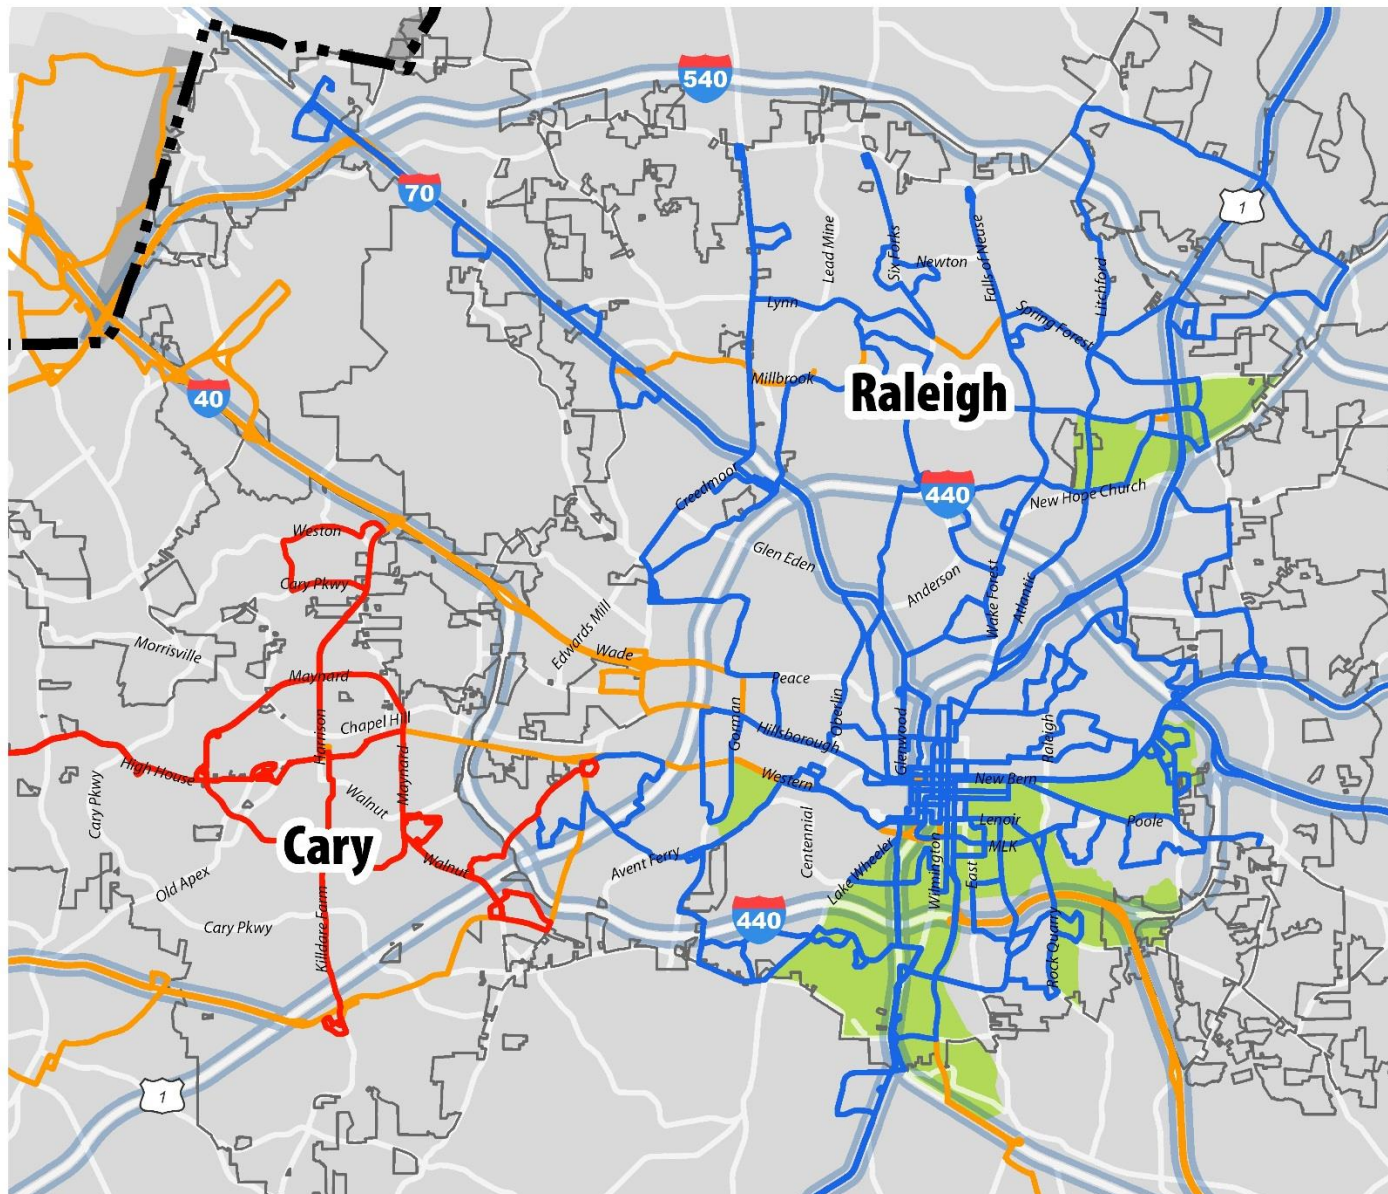 540
70
1
Lead Mine
Six Forks
Newton
Falls of Nease
Litchford
Lynn
Spring Forest
40
Millbrook
Raleigh
Creedmoor
440
New Hope Church
Weston
Glen Eden
Cary Pkwy
Anderson
Wake Forest
Atlantic
Edwards Mill
Morrisville
Wade
Maynard
Peace
Chapel Hill
Harrison
Gorman
Hillsborough
Oberlin
Glenwood
Raleigh
High House
Maynard
Western
New Bern
Cary Pkwy
Walnut
Centennial
Lenoir
Poole
Cary
Walnut
Avent Ferry
Lake Wheeler
Wilmington
East
MLK
Old Apex
Cary Pkwy
Killdare Farm
440
Rock Quarry
1